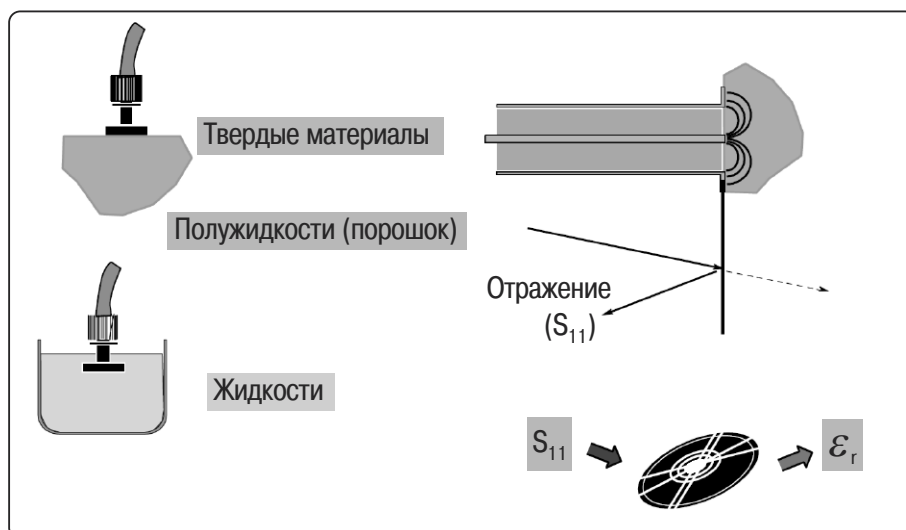 Твердые материалы
Полужидкости (порошок)
Отражение
(S₁₁)
Жидкости
S₁₁
εᵣ